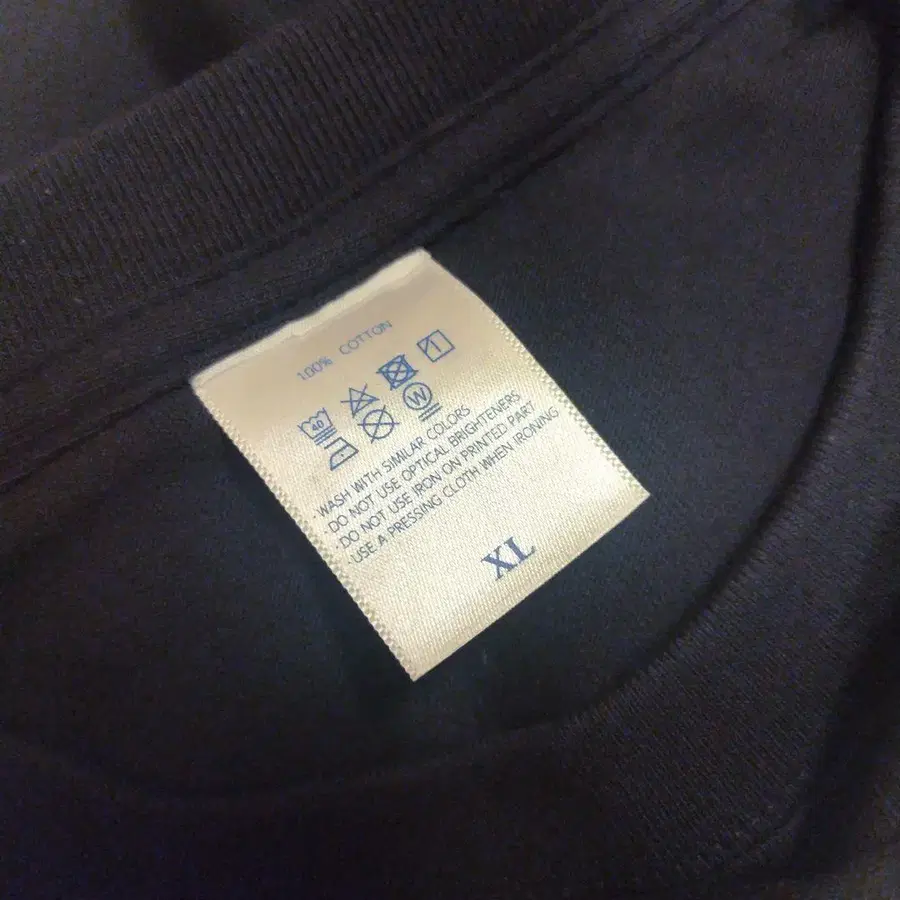 100% COTTON
40
W
·WASH WITH SIMILAR COLORS
·DO NOT USE OPTICAL BRIGHTENERS
·DO NOT USE IRON ON PRINTED PART
·USE A PRESSING CLOTH WHEN IRONING
XL